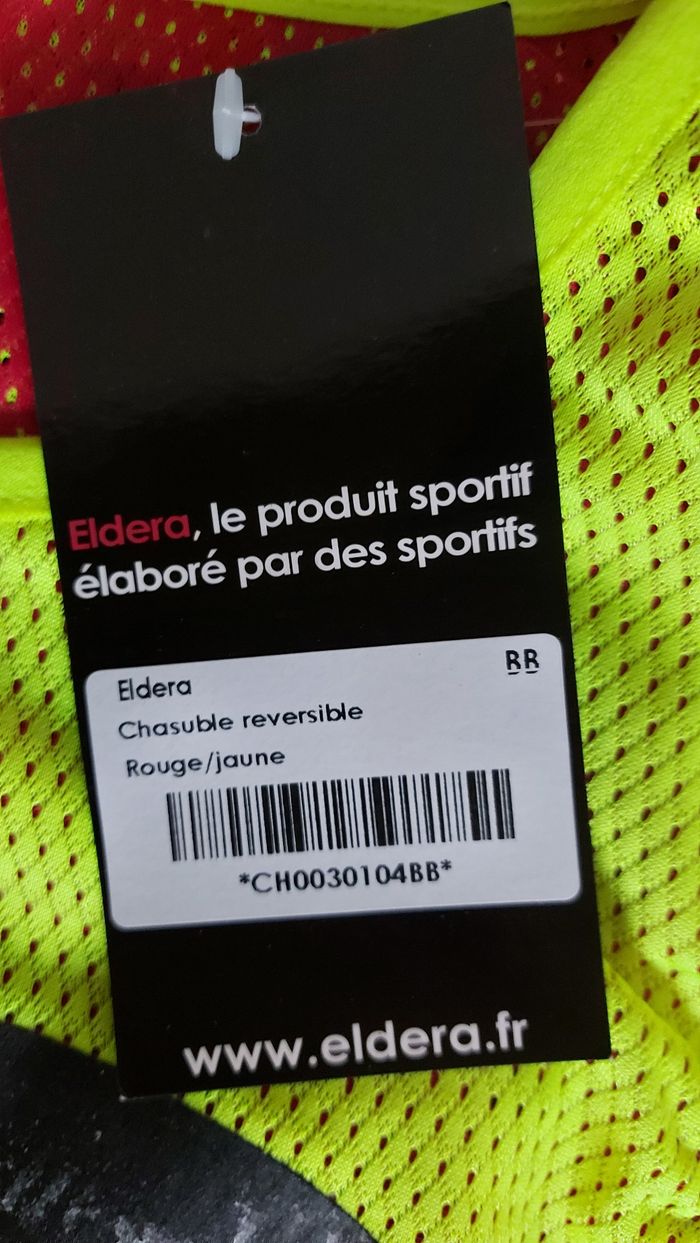 Eldera, le produit sportif
élaboré par des sportifs
Eldera
BB
Chasuble reversible
Rouge/jaune
*CH0030104BB*
www.eldera.fr